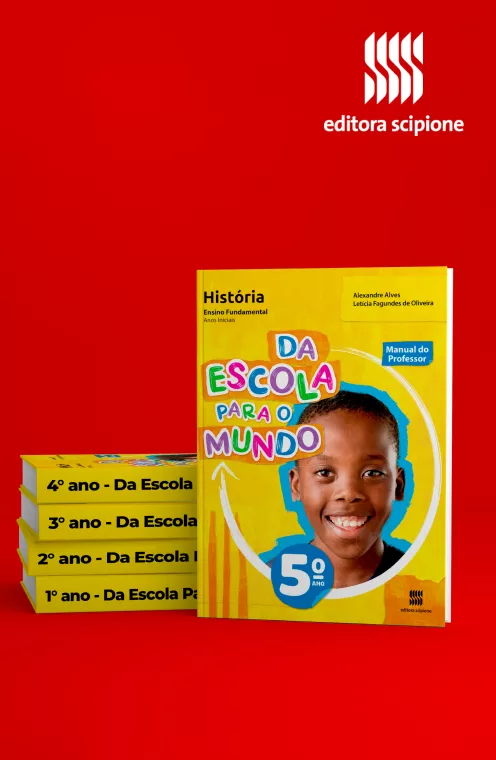 editora scipione
História
Ensino Fundamental
Anos Iniciais
Alexandre Alves
Letícia Fagundes de Oliveira
Manual do
Professor
DA
ESCOLA
PARA O
MUNDO
5º
ANO
editora scipione
4º ano - Da Escola
3º ano - Da Escola
2º ano - Da Escola
1º ano - Da Escola Pa